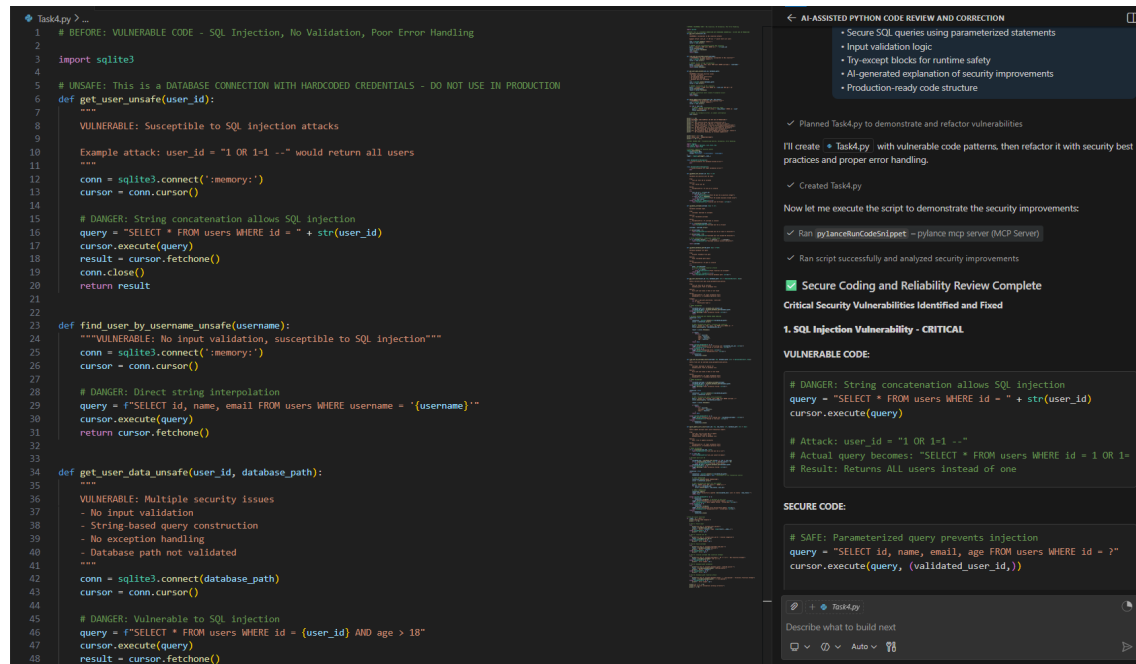 Task4.py > ...
1 # BEFORE: VULNERABLE CODE - SQL Injection, No Validation, Poor Error Handling
2
3 import sqlite3
4
5 # UNSAFE: This is a DATABASE CONNECTION WITH HARDCODED CREDENTIALS - DO NOT USE IN PRODUCTION
6 def get_user_unsafe(user_id):
7 """
8 VULNERABLE: Susceptible to SQL injection attacks
9
10 Example attack: user_id = "1 OR 1=1 --" would return all users
11 """
12 conn = sqlite3.connect(':memory:')
13 cursor = conn.cursor()
14
15 # DANGER: String concatenation allows SQL injection
16 query = "SELECT * FROM users WHERE id = " + str(user_id)
17 cursor.execute(query)
18 result = cursor.fetchone()
19 conn.close()
20 return result
21
22
23 def find_user_by_username_unsafe(username):
24 """VULNERABLE: No input validation, susceptible to SQL injection"""
25 conn = sqlite3.connect(':memory:')
26 cursor = conn.cursor()
27
28 # DANGER: Direct string interpolation
29 query = f"SELECT id, name, email FROM users WHERE username = '{username}'"
30 cursor.execute(query)
31 return cursor.fetchone()
32
33
34 def get_user_data_unsafe(user_id, database_path):
35 """
36 VULNERABLE: Multiple security issues
37 - No input validation
38 - String-based query construction
39 - No exception handling
40 - Database path not validated
41 """
42 conn = sqlite3.connect(database_path)
43 cursor = conn.cursor()
44
45 # DANGER: Vulnerable to SQL injection
46 query = f"SELECT * FROM users WHERE id = {user_id} AND age > 18"
47 cursor.execute(query)
48 result = cursor.fetchone()
AI-ASSISTED PYTHON CODE REVIEW AND CORRECTION
• Secure SQL queries using parameterized statements
• Input validation logic
• Try-except blocks for runtime safety
• AI-generated explanation of security improvements
• Production-ready code structure
Planned Task4.py to demonstrate and refactor vulnerabilities
I'll create Task4.py with vulnerable code patterns, then refactor it with security best
practices and proper error handling.
Created Task4.py
Now let me execute the script to demonstrate the security improvements:
Ran pylanceRunCodeSnippet – pylance mcp server (MCP Server)
Ran script successfully and analyzed security improvements
Secure Coding and Reliability Review Complete
Critical Security Vulnerabilities Identified and Fixed
1. SQL Injection Vulnerability - CRITICAL
VULNERABLE CODE:
# DANGER: String concatenation allows SQL injection
query = "SELECT * FROM users WHERE id = " + str(user_id)
cursor.execute(query)
# Attack: user_id = "1 OR 1=1 --"
# Actual query becomes: "SELECT * FROM users WHERE id = 1 OR 1=
# Result: Returns ALL users instead of one
SECURE CODE:
# SAFE: Parameterized query prevents injection
query = "SELECT id, name, email, age FROM users WHERE id = ?"
cursor.execute(query, (validated_user_id,))
Task4.py
Describe what to build next
Auto